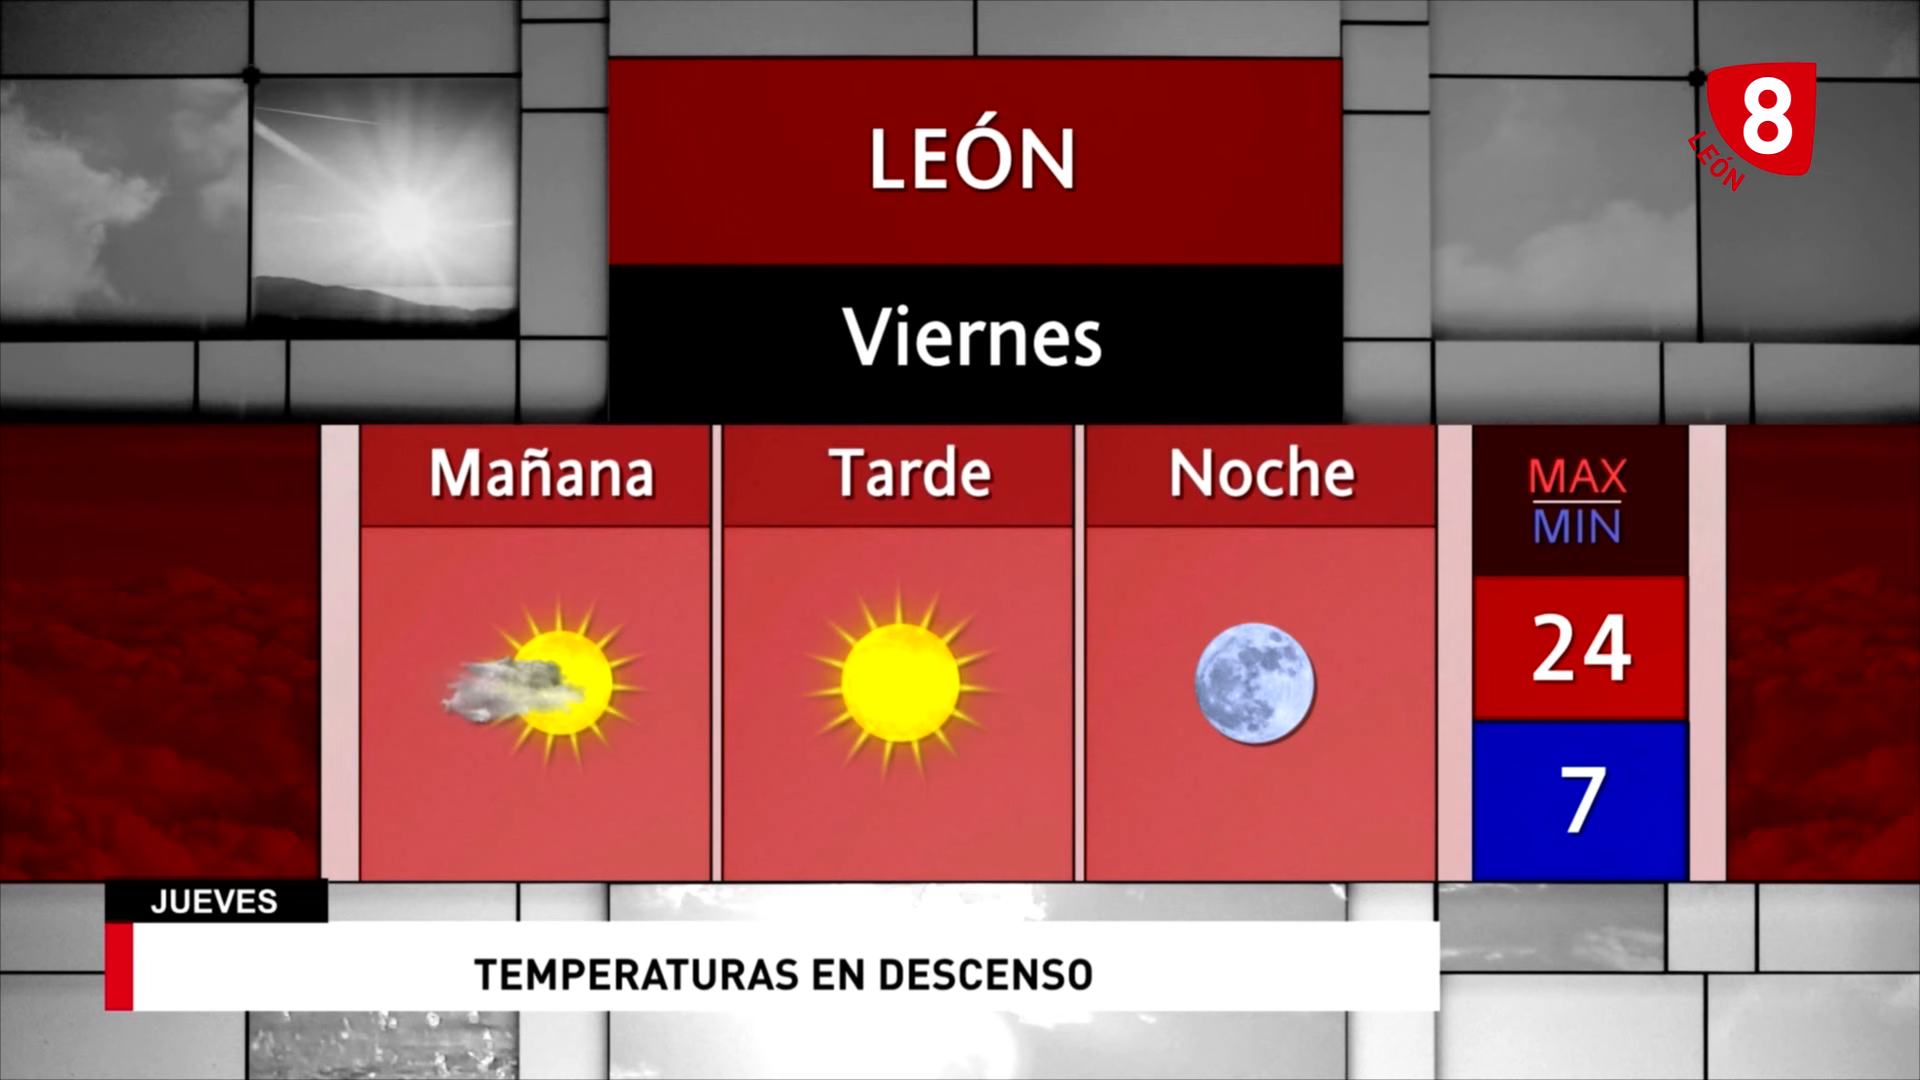 LEÓN
8
LEÓN
Viernes
Mañana
Tarde
Noche
MAX
MIN
24
7
JUEVES
TEMPERATURAS EN DESCENSO